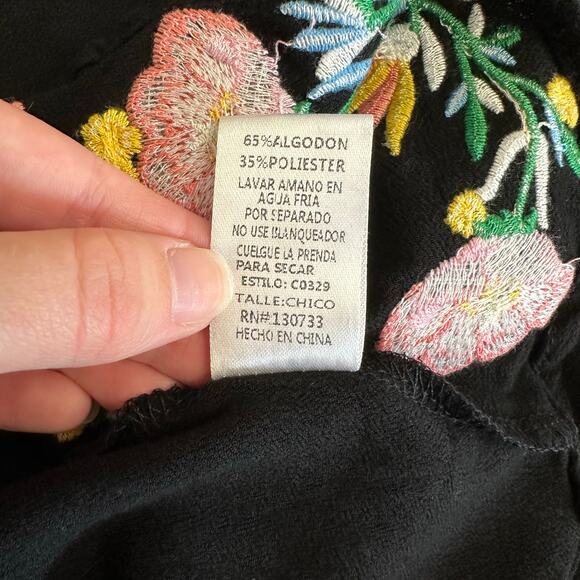 65%ALGODON
35%POLIESTER
LAVAR AMANO EN
AGUA FRIA
POR SEPARADO
NO USE BLANQUEADOR
CUELGUE LA PRENDA
PARA SECAR
ESTILO: C0329
TALLE:CHICO
RN#:130733
HECHO EN CHINA